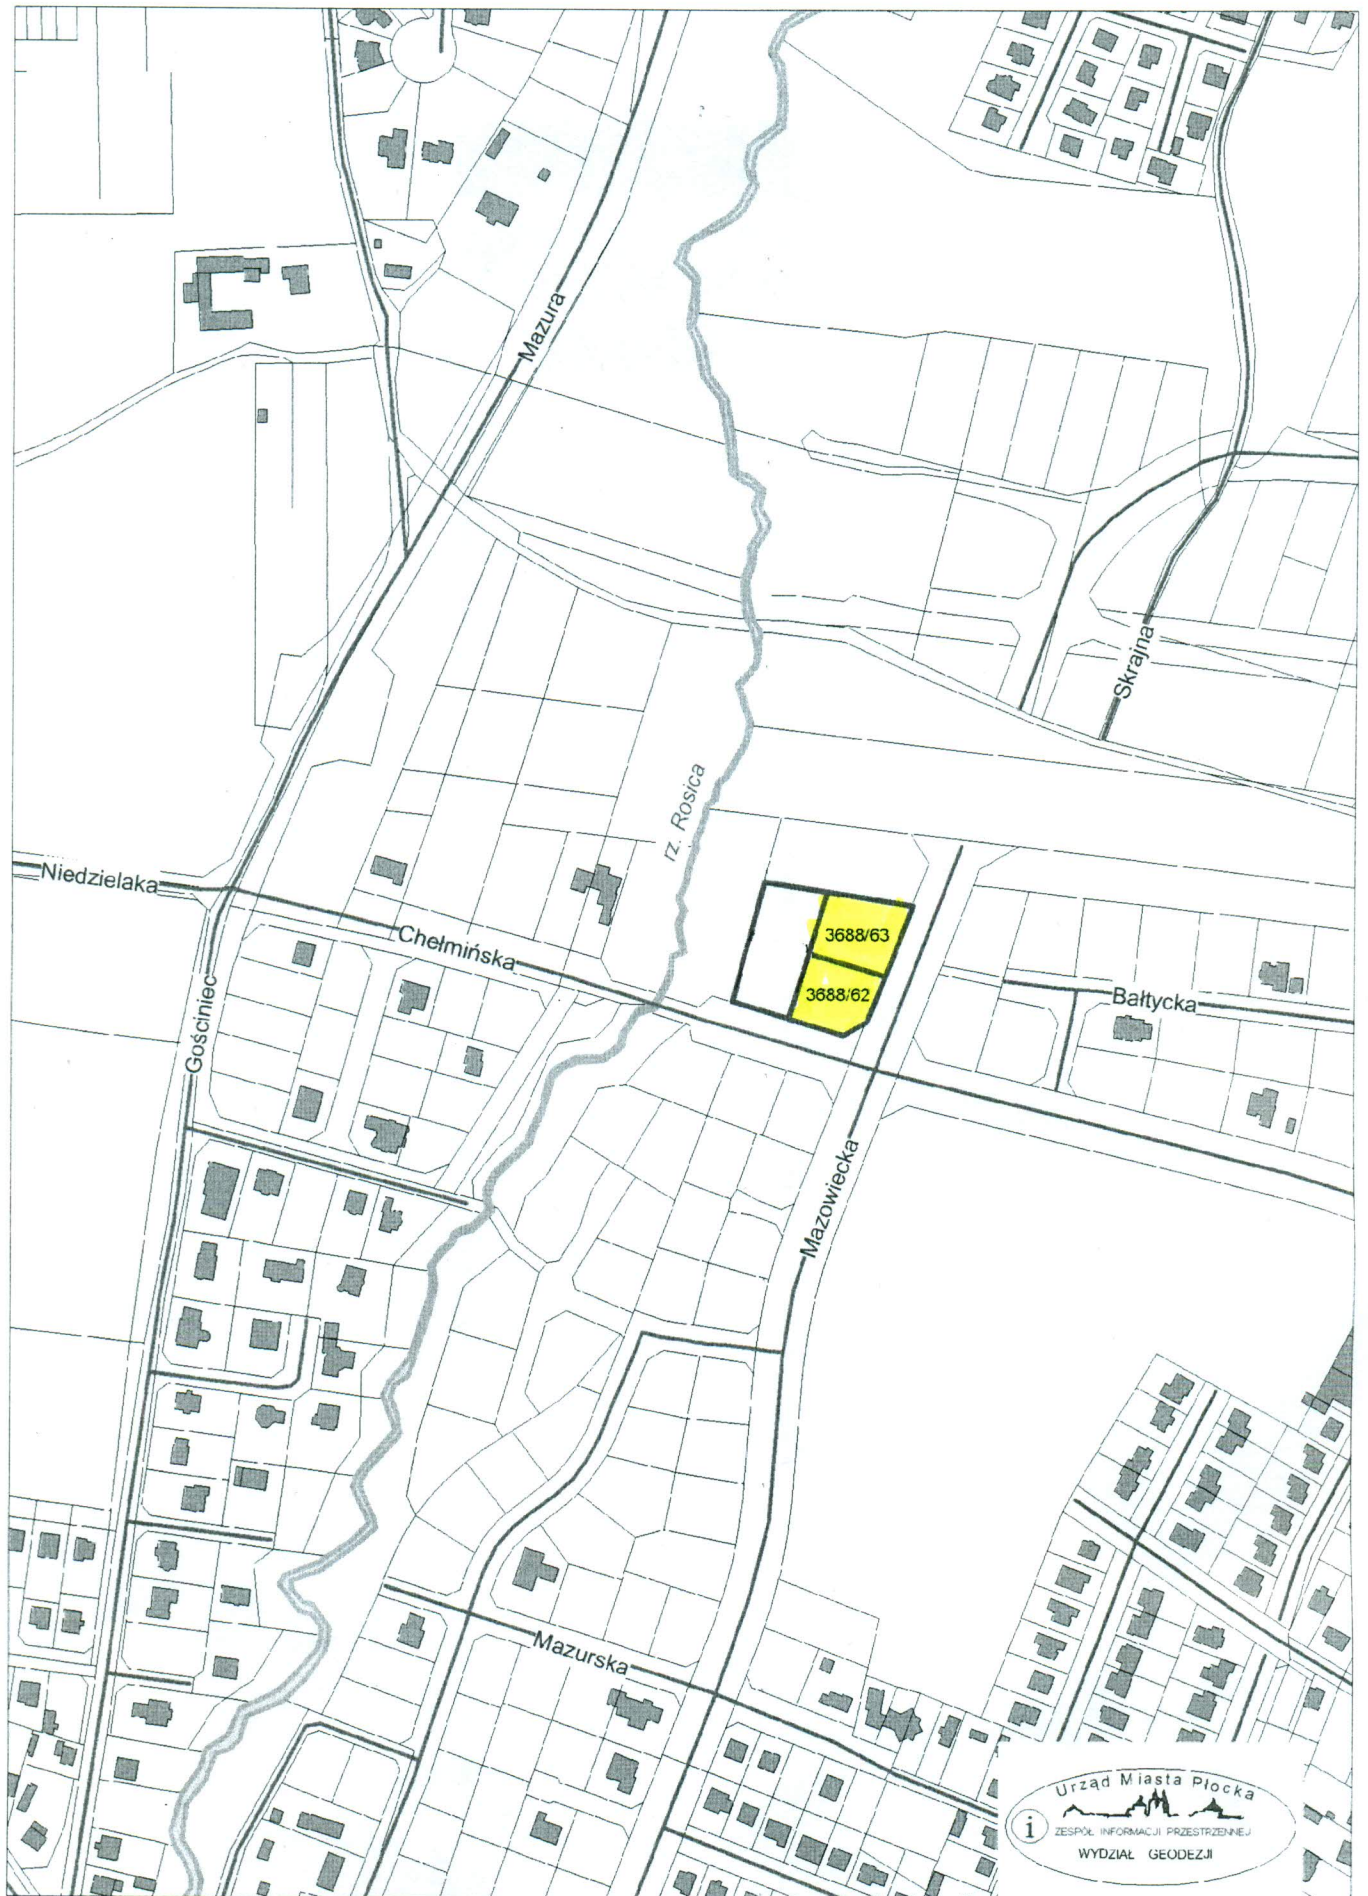 Mazura
Skrajna
rz. Rosica
Niedzielaka
Chełmińska
3688/63
3688/62
Bałtycka
Gościniec
Mazowiecka
Mazurska
Urząd Miasta Płocka
i
ZESPÓŁ INFORMACJI PRZESTRZENNEJ
WYDZIAŁ GEODEZJI